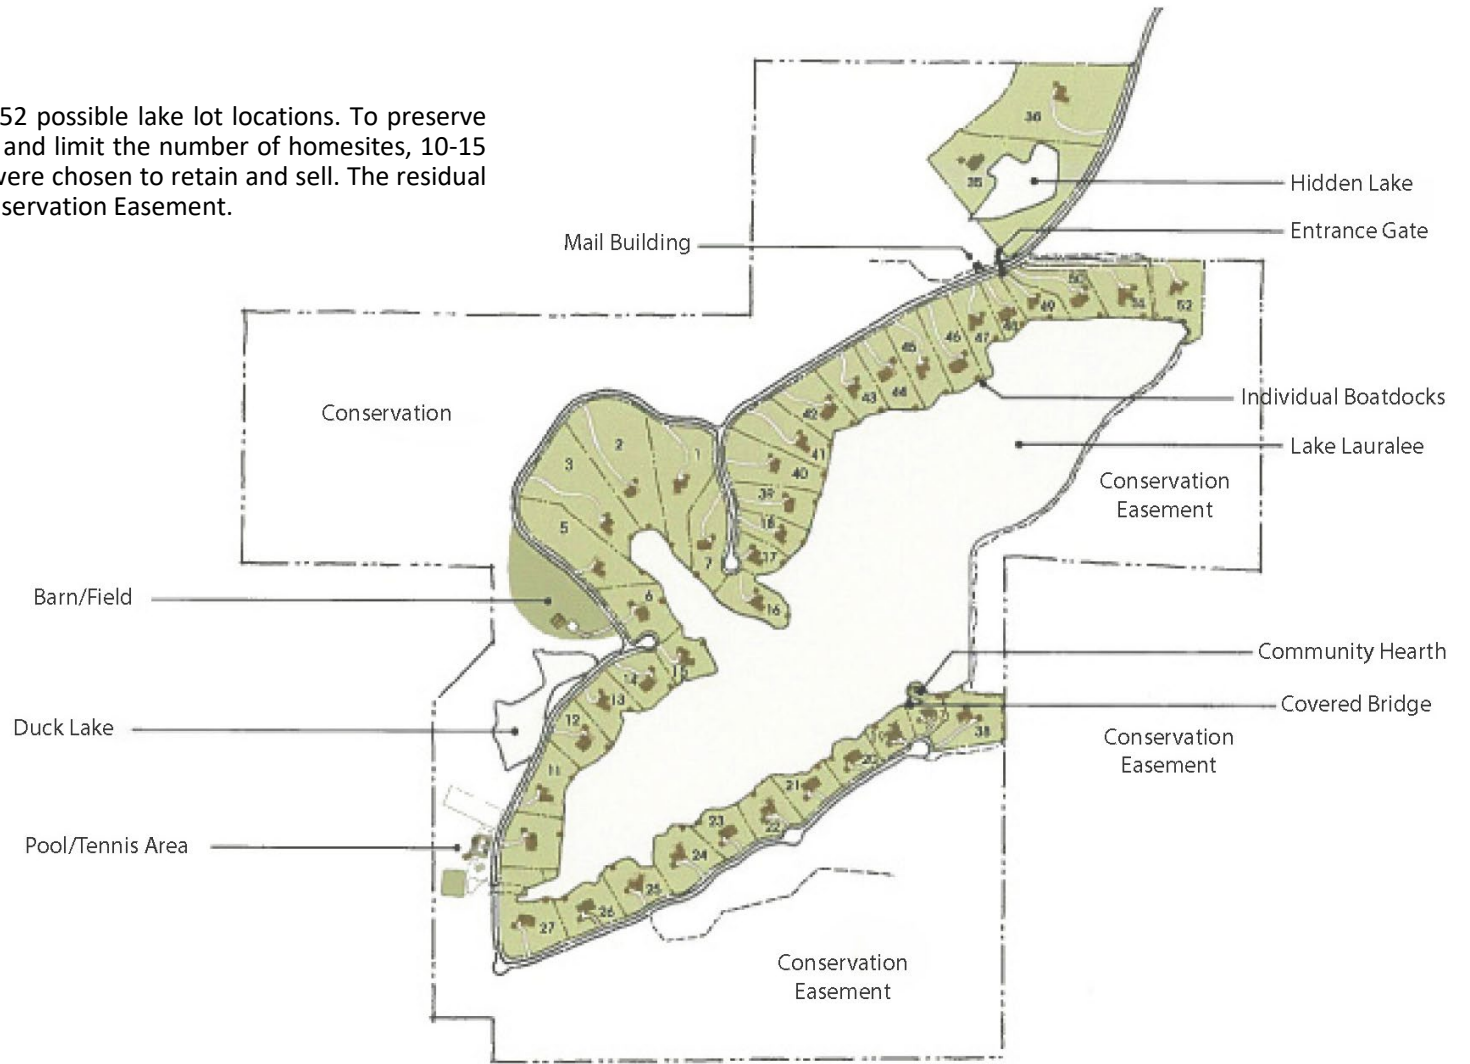 52 possible lake lot locations. To preserve
and limit the number of homesites, 10-15
were chosen to retain and sell. The residual
servation Easement.
36
35
Hidden Lake
Mail Building
Entrance Gate
50
49
52
48
47
46
45
44
43
42
41
40
39
18
17
16
Individual Boatdocks
Lake Lauralee
Conservation
Easement
Conservation
1
2
3
5
6
7
Barn/Field
Duck Lake
14
13
12
11
Pool/Tennis Area
Community Hearth
Covered Bridge
38
Conservation
Easement
19
20
21
22
23
24
25
26
27
Conservation
Easement